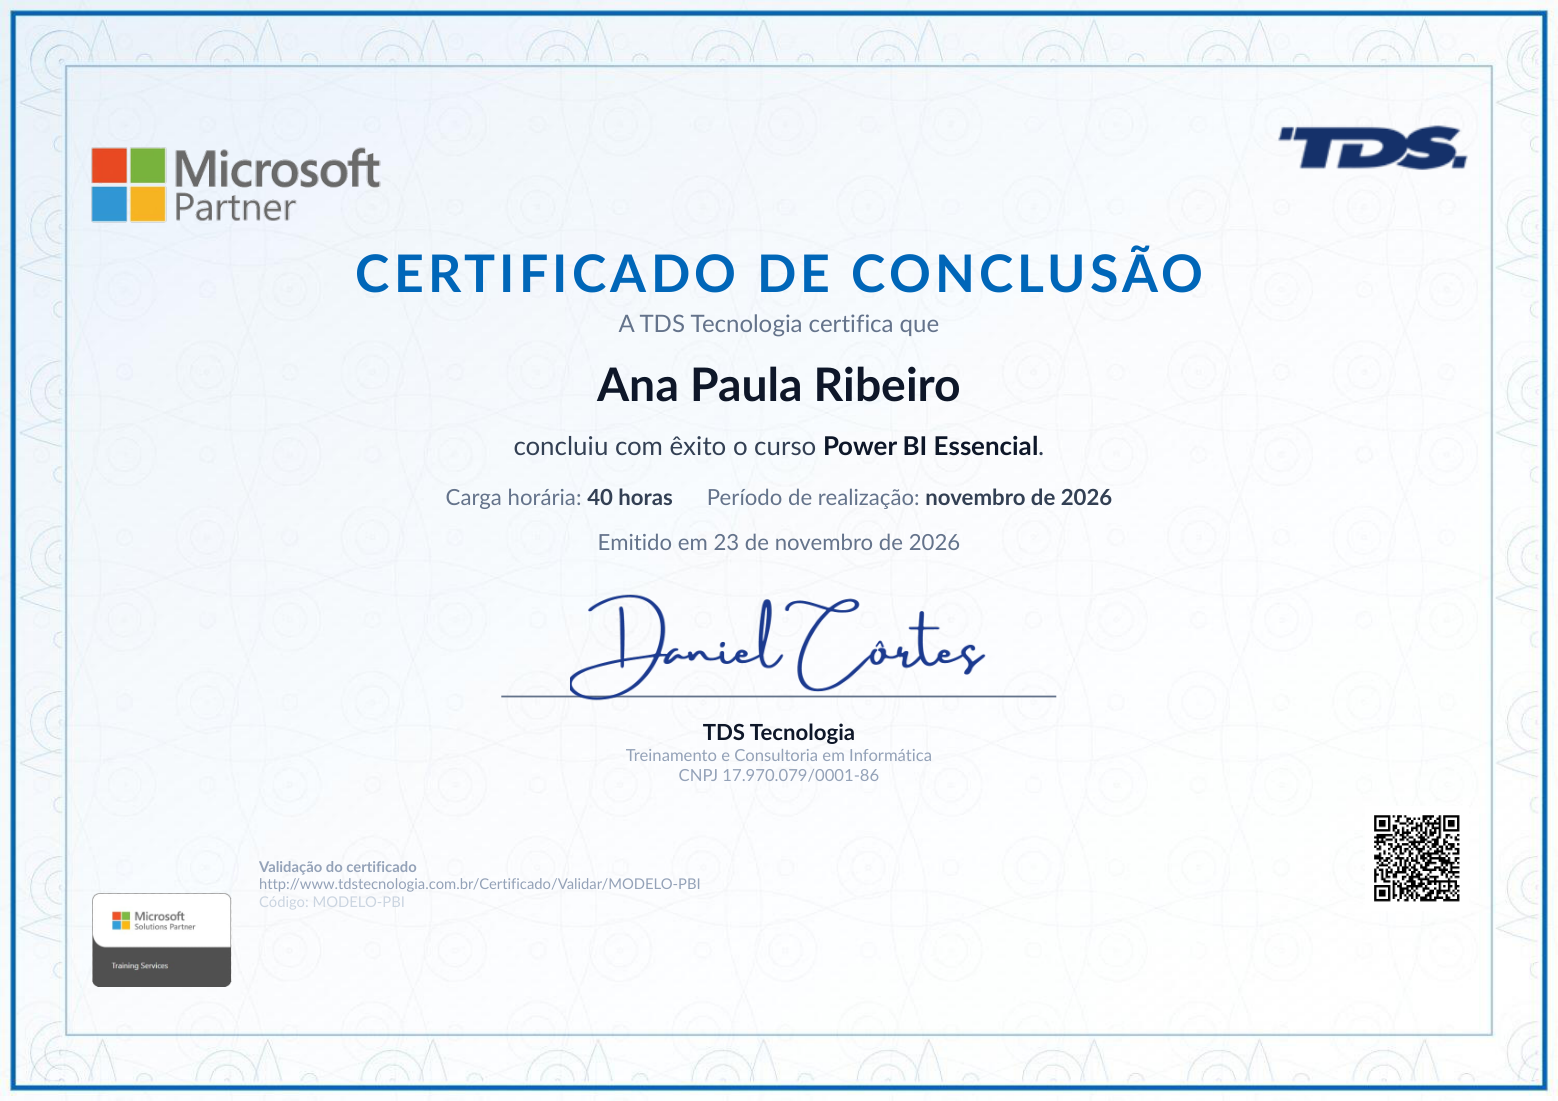 Microsoft
Partner
TDS.
CERTIFICADO DE CONCLUSÃO
A TDS Tecnologia certifica que
Ana Paula Ribeiro
concluiu com êxito o curso Power BI Essencial.
Carga horária: 40 horas Período de realização: novembro de 2026
Emitido em 23 de novembro de 2026
Daniel Côrtes
TDS Tecnologia
Treinamento e Consultoria em Informática
CNPJ 17.970.079/0001-86
Validação do certificado
http://www.tdstecnologia.com.br/Certificado/Validar/MODELO-PBI
Código: MODELO-PBI
Microsoft
Solutions Partner
Training Services